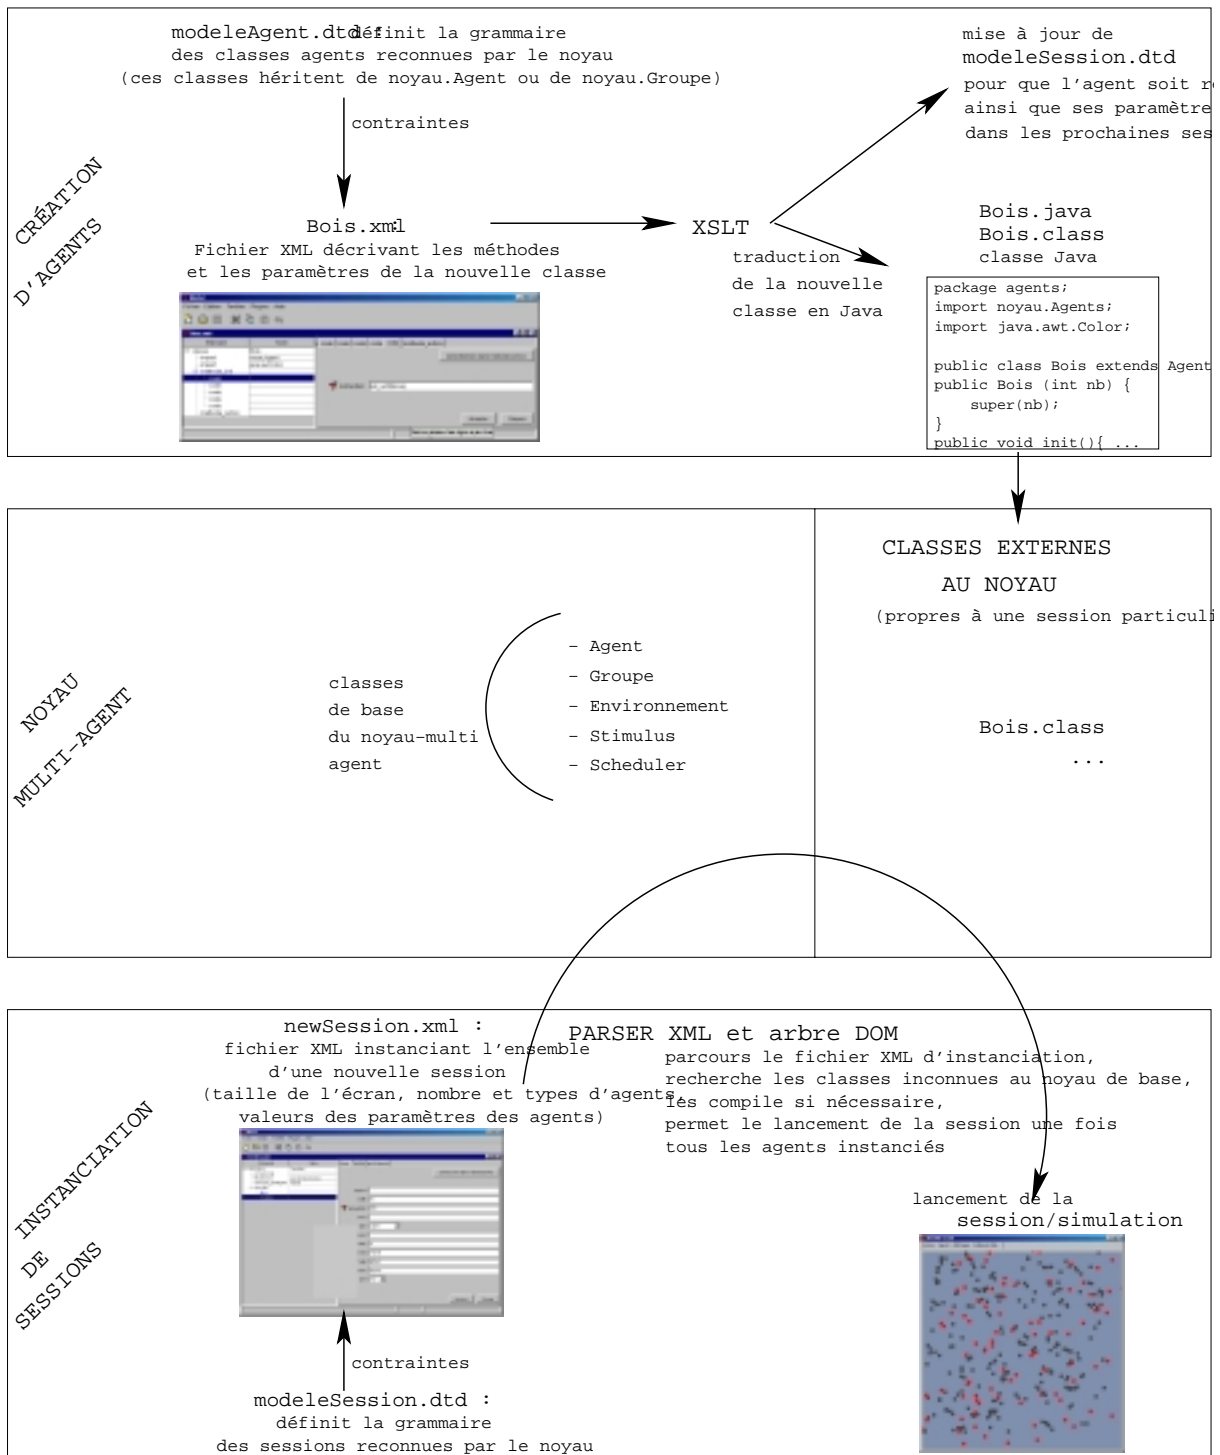 modeleAgent.dtd :
définit la grammaire
des classes agents reconnues par le noyau
(ces classes héritent de noyau.Agent ou de noyau.Groupe)
contraintes
mise à jour de
modeleSession.dtd
pour que l'agent soit
ainsi que ses paramètre
dans les prochaines
CRÉATION
D'AGENTS
Bois.xml :
Fichier XML décrivant les méthodes
et les paramètres de la nouvelle classe
XSLT
traduction
de la nouvelle
classe en Java
Bois.java
Bois.class
classe Java
package agents;
import noyau.Agents;
import java.awt.Color;
public class Bois extends Agent
public Bois (int nb) {
super(nb);
}
public void init(){ ...
NOYAU
MULTI-AGENT
classes
de base
du noyau-multi
agent
- Agent
- Groupe
- Environnement
- Stimulus
- Scheduler
CLASSES EXTERNES
AU NOYAU
(propres à une session particuli
Bois.class
...
INSTANCIATION
DE
SESSIONS
newSession.xml :
fichier XML instanciant l'ensemble
d'une nouvelle session
(taille de l'écran, nombre et types d'agents,
valeurs des paramètres des agents)
PARSER XML et arbre DOM
parcours le fichier XML d'instanciation,
recherche les classes inconnues au noyau de base,
les compile si nécessaire,
permet le lancement de la session une fois
tous les agents instanciés
lancement de la
session/simulation
contraintes
modeleSession.dtd :
définit la grammaire
des sessions reconnues par le noyau